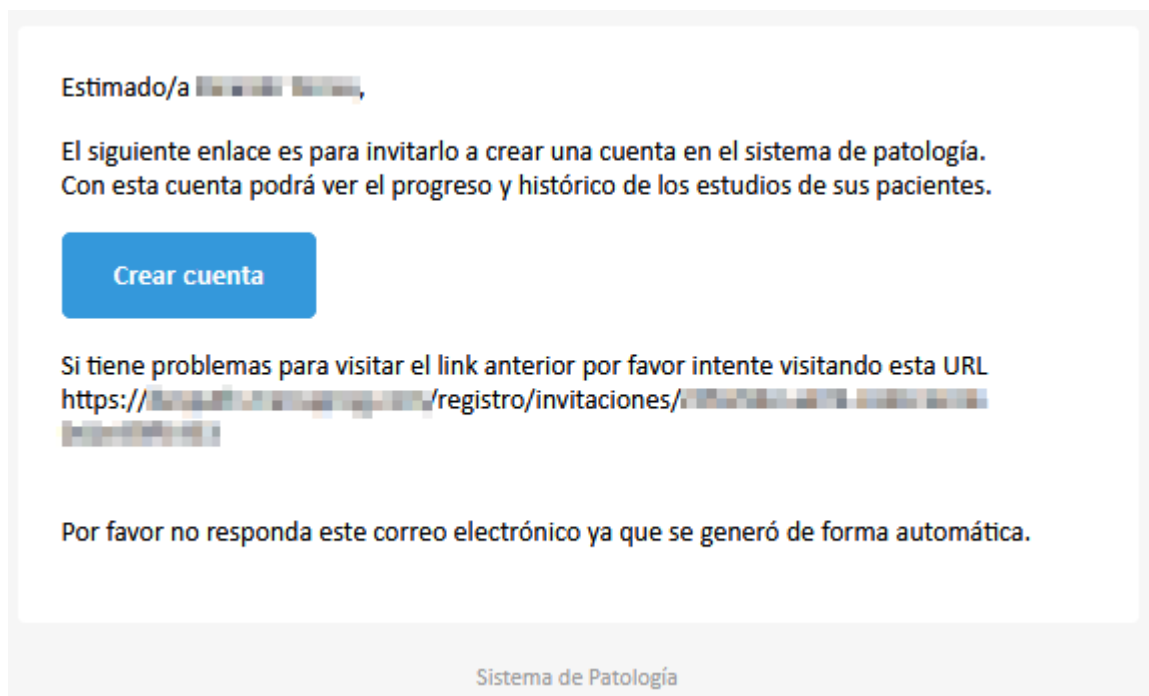 Estimado/a ,
El siguiente enlace es para invitarlo a crear una cuenta en el sistema de patología.
Con esta cuenta podrá ver el progreso y histórico de los estudios de sus pacientes.
Crear cuenta
Si tiene problemas para visitar el link anterior por favor intente visitando esta URL
https:// /registro/invitaciones/
Por favor no responda este correo electrónico ya que se generó de forma automática.
Sistema de Patología